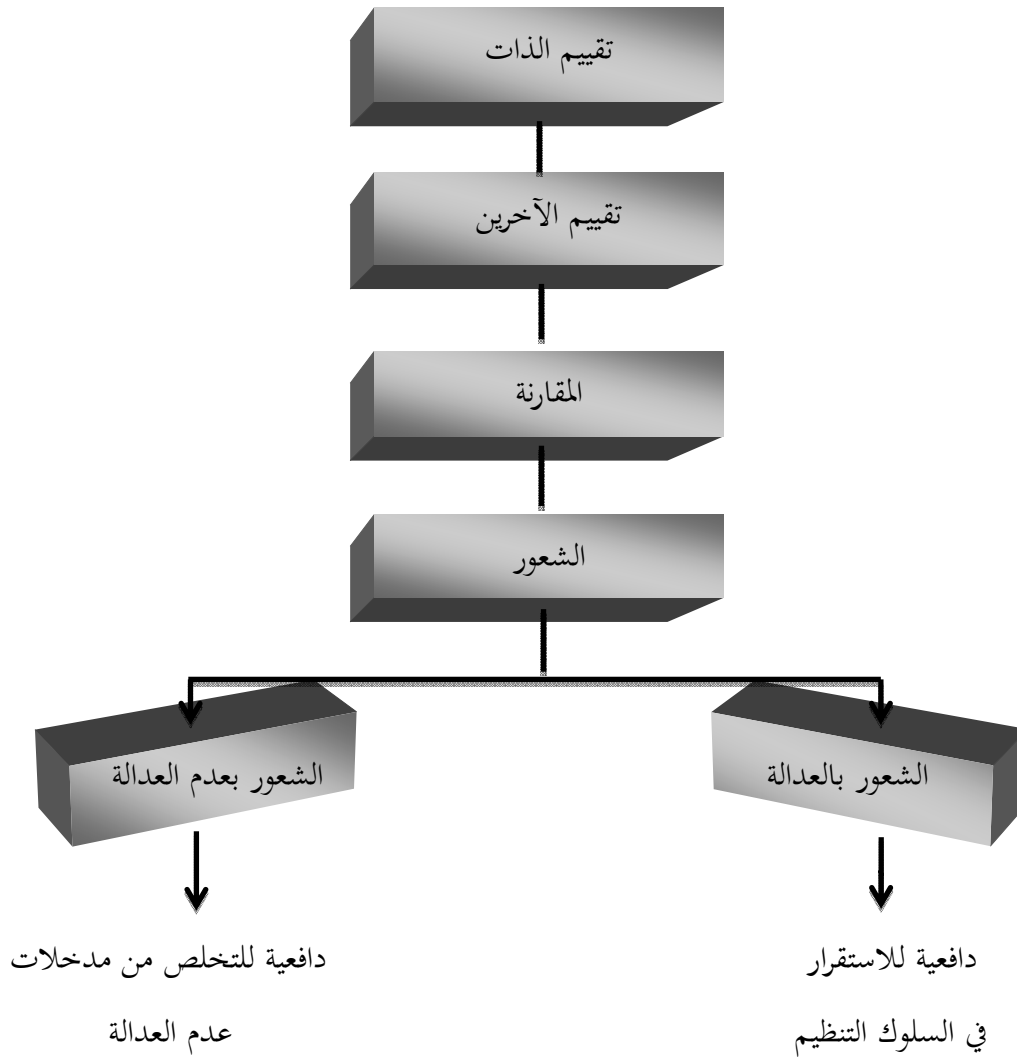 تقييم الذات
تقييم الآخرين
المقارنة
الشعور
الشعور بالعدالة
الشعور بعدم العدالة
دافعية للاستقرار
في السلوك التنظيم
دافعية للتخلص من مدخلات
عدم العدالة